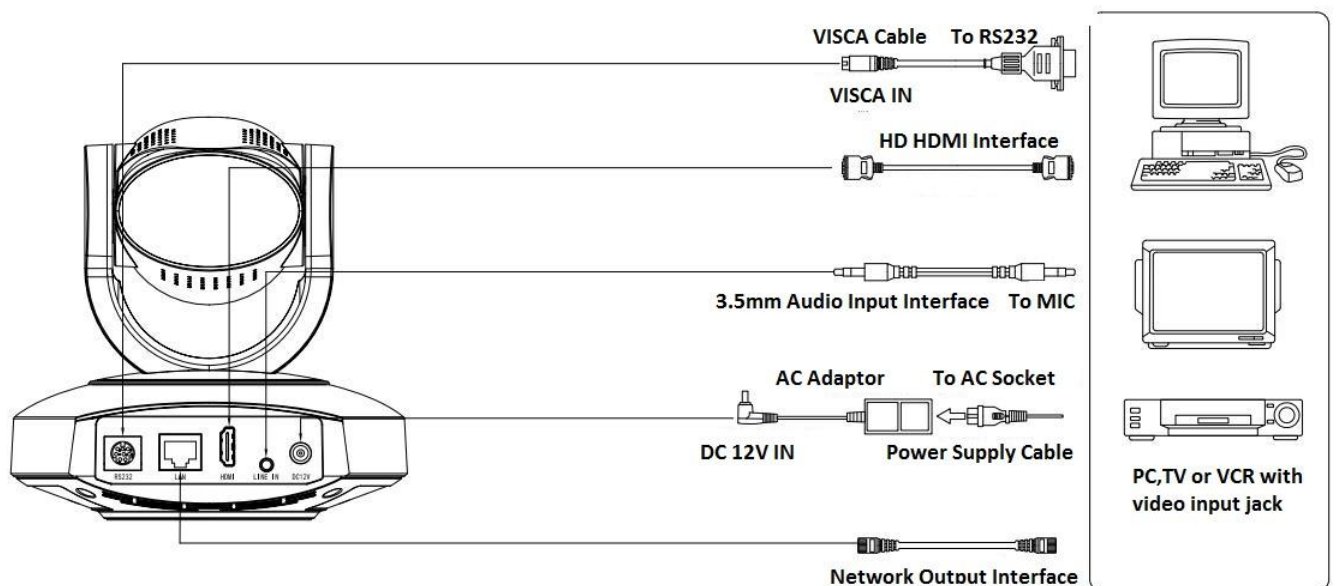 VISCA Cable To RS232
VISCA IN
HD HDMI Interface
3.5mm Audio Input Interface To MIC
AC Adaptor To AC Socket
DC 12V IN Power Supply Cable
RS232 LAN HDMI LINE IN DC12V
PC,TV or VCR with
video input jack
Network Output Interface